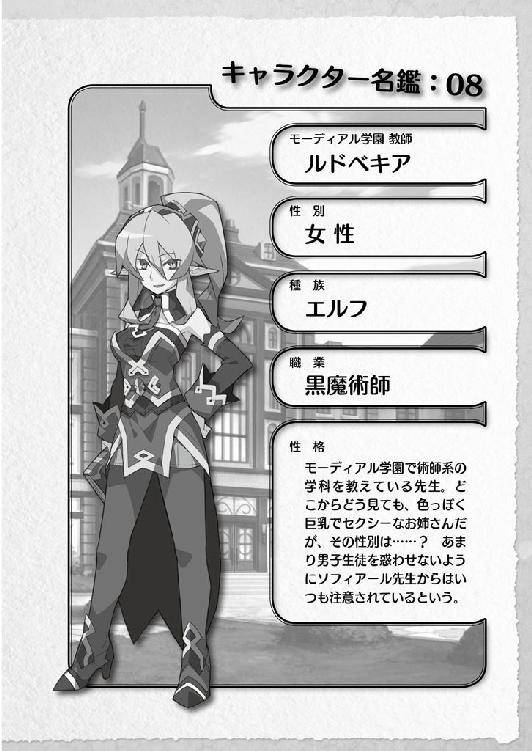 キャラクター名鑑：08
モーディアル学園 教師
ルドベキア
性 別
女 性
種 族
エルフ
職 業
黒魔術師
性 格
モーディアル学園で術師系の
学科を教えている先生。ど
こからどう見ても、色っぽく
巨乳でセクシーなお姉さんだ
が、その性別は……？　あま
り男子生徒を惑わせないよう
にソフィアール先生からはい
つも注意されているという。